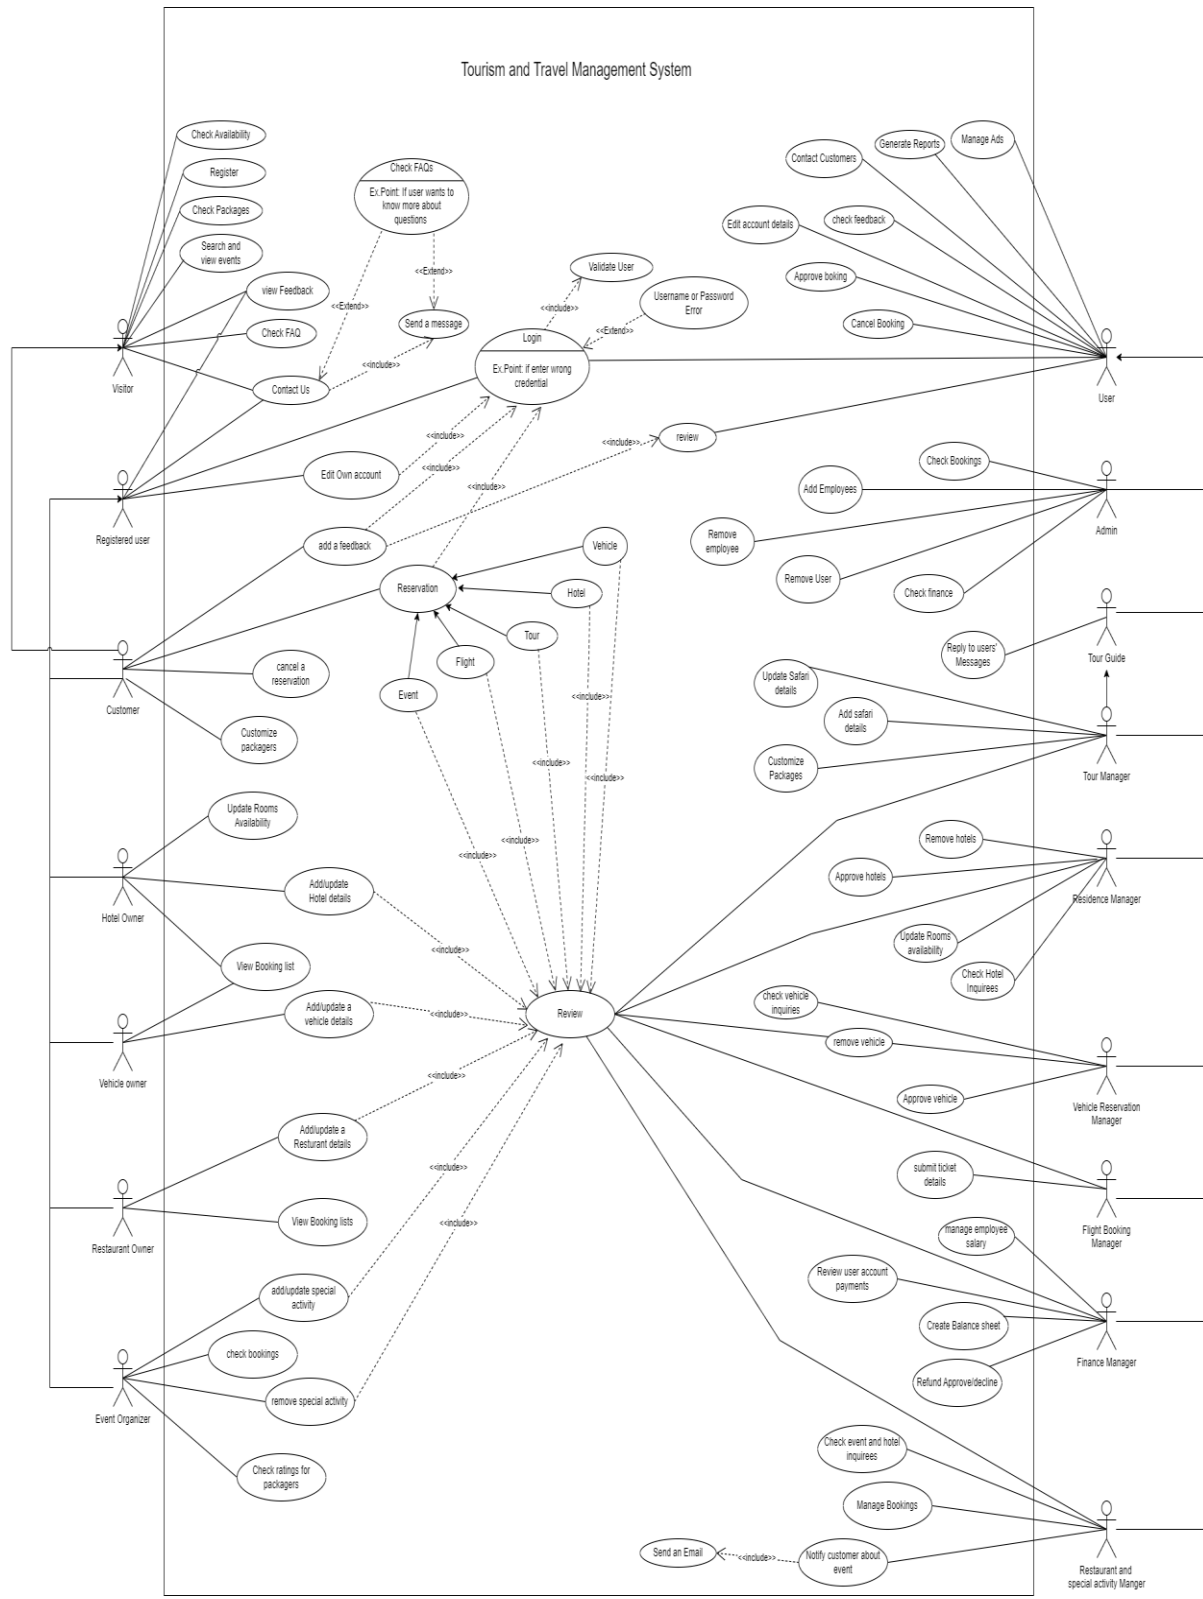 Tourism and Travel Management System
Check Availability
Register
Check Packages
Search and
view events
view Feedback
Check FAQ
Contact Us
Visitor
Check FAQs
Ex.Point: If user wants to
know more about
questions
<<Extend>>
<<Extend>>
Send a message
<<include>>
Validate User
<<include>>
Username or Password
Error
<<Extend>>
Login
Ex.Point: if enter wrong
credential
Manage Ads
Generate Reports
Contact Customers
check feedback
Edit account details
Approve boking
Cancel Booking
User
review
<<include>>
<<include>>
<<include>>
<<include>>
Edit Own account
Registered user
add a feedback
Reservation
Vehicle
Hotel
Tour
Flight
Event
cancel a
reservation
Customize
packagers
Customer
Check Bookings
Add Employees
Remove
employee
Remove User
Check finance
Admin
Reply to users'
Messages
Tour Guide
Update Safari
details
Add safari
details
Customize
Packages
Tour Manager
<<include>>
<<include>>
<<include>>
<<include>>
<<include>>
Update Rooms
Availability
Add/update
Hotel details
Hotel Owner
<<include>>
View Booking list
Add/update a
vehicle details
Vehicle owner
<<include>>
Review
<<include>>
Add/update a
Resturant details
View Booking lists
Restaurant Owner
<<include>>
<<include>>
add/update special
activity
check bookings
remove special activity
Check ratings for
packagers
Event Organizer
Remove hotels
Approve hotels
Update Rooms
availability
Check Hotel
Inquirees
Residence Manager
check vehicle
inquiries
remove vehicle
Approve vehicle
Vehicle Reservation
Manager
submit ticket
details
Flight Booking
Manager
manage employee
salary
Review user account
payments
Create Balance sheet
Refund Approve/decline
Finance Manager
Check event and hotel
inquirees
Manage Bookings
Notify customer about
event
<<include>>
Send an Email
Restaurant and
special activity Manger